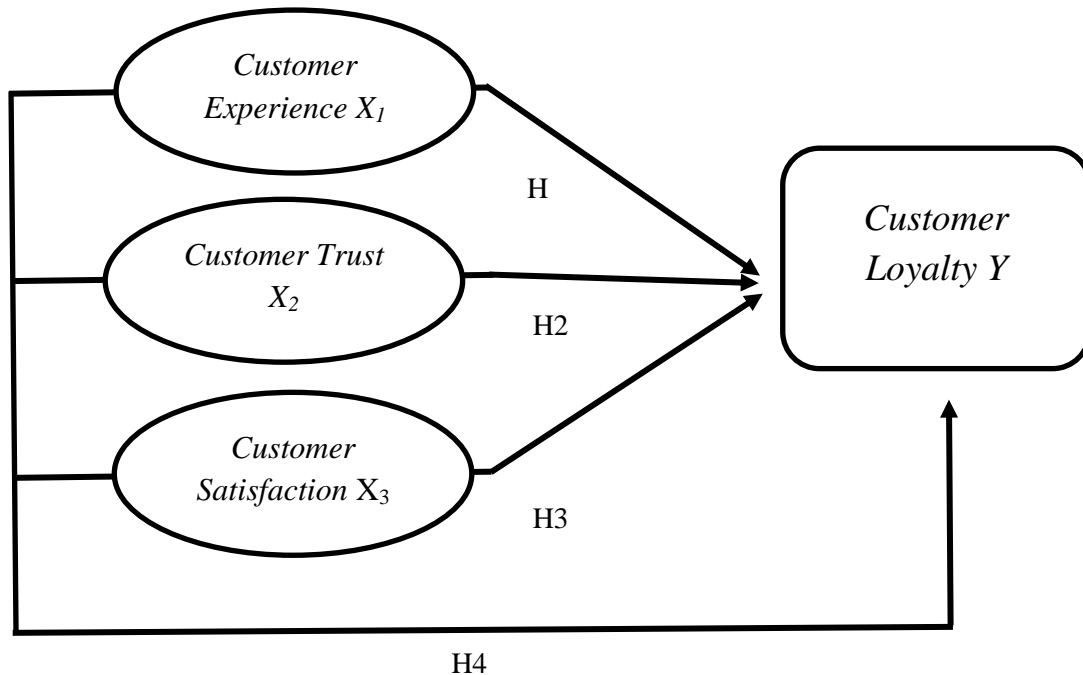 Customer
Experience X₁
H
Customer Trust
X₂
H2
Customer
Satisfaction X₃
H3
Customer
Loyalty Y
H4